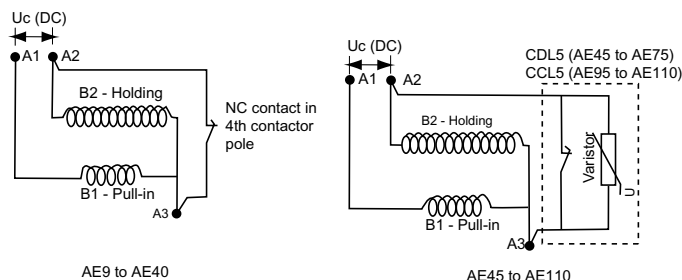 Uc (DC)
A1
A2
B2 - Holding
NC contact in
4th contactor
pole
B1 - Pull-in
A3
AE9 to AE40
Uc (DC)
A1
A2
CDL5 (AE45 to AE75)
CCL5 (AE95 to AE110)
B2 - Holding
Varistor
U
B1 - Pull-in
A3
AE45 to AE110